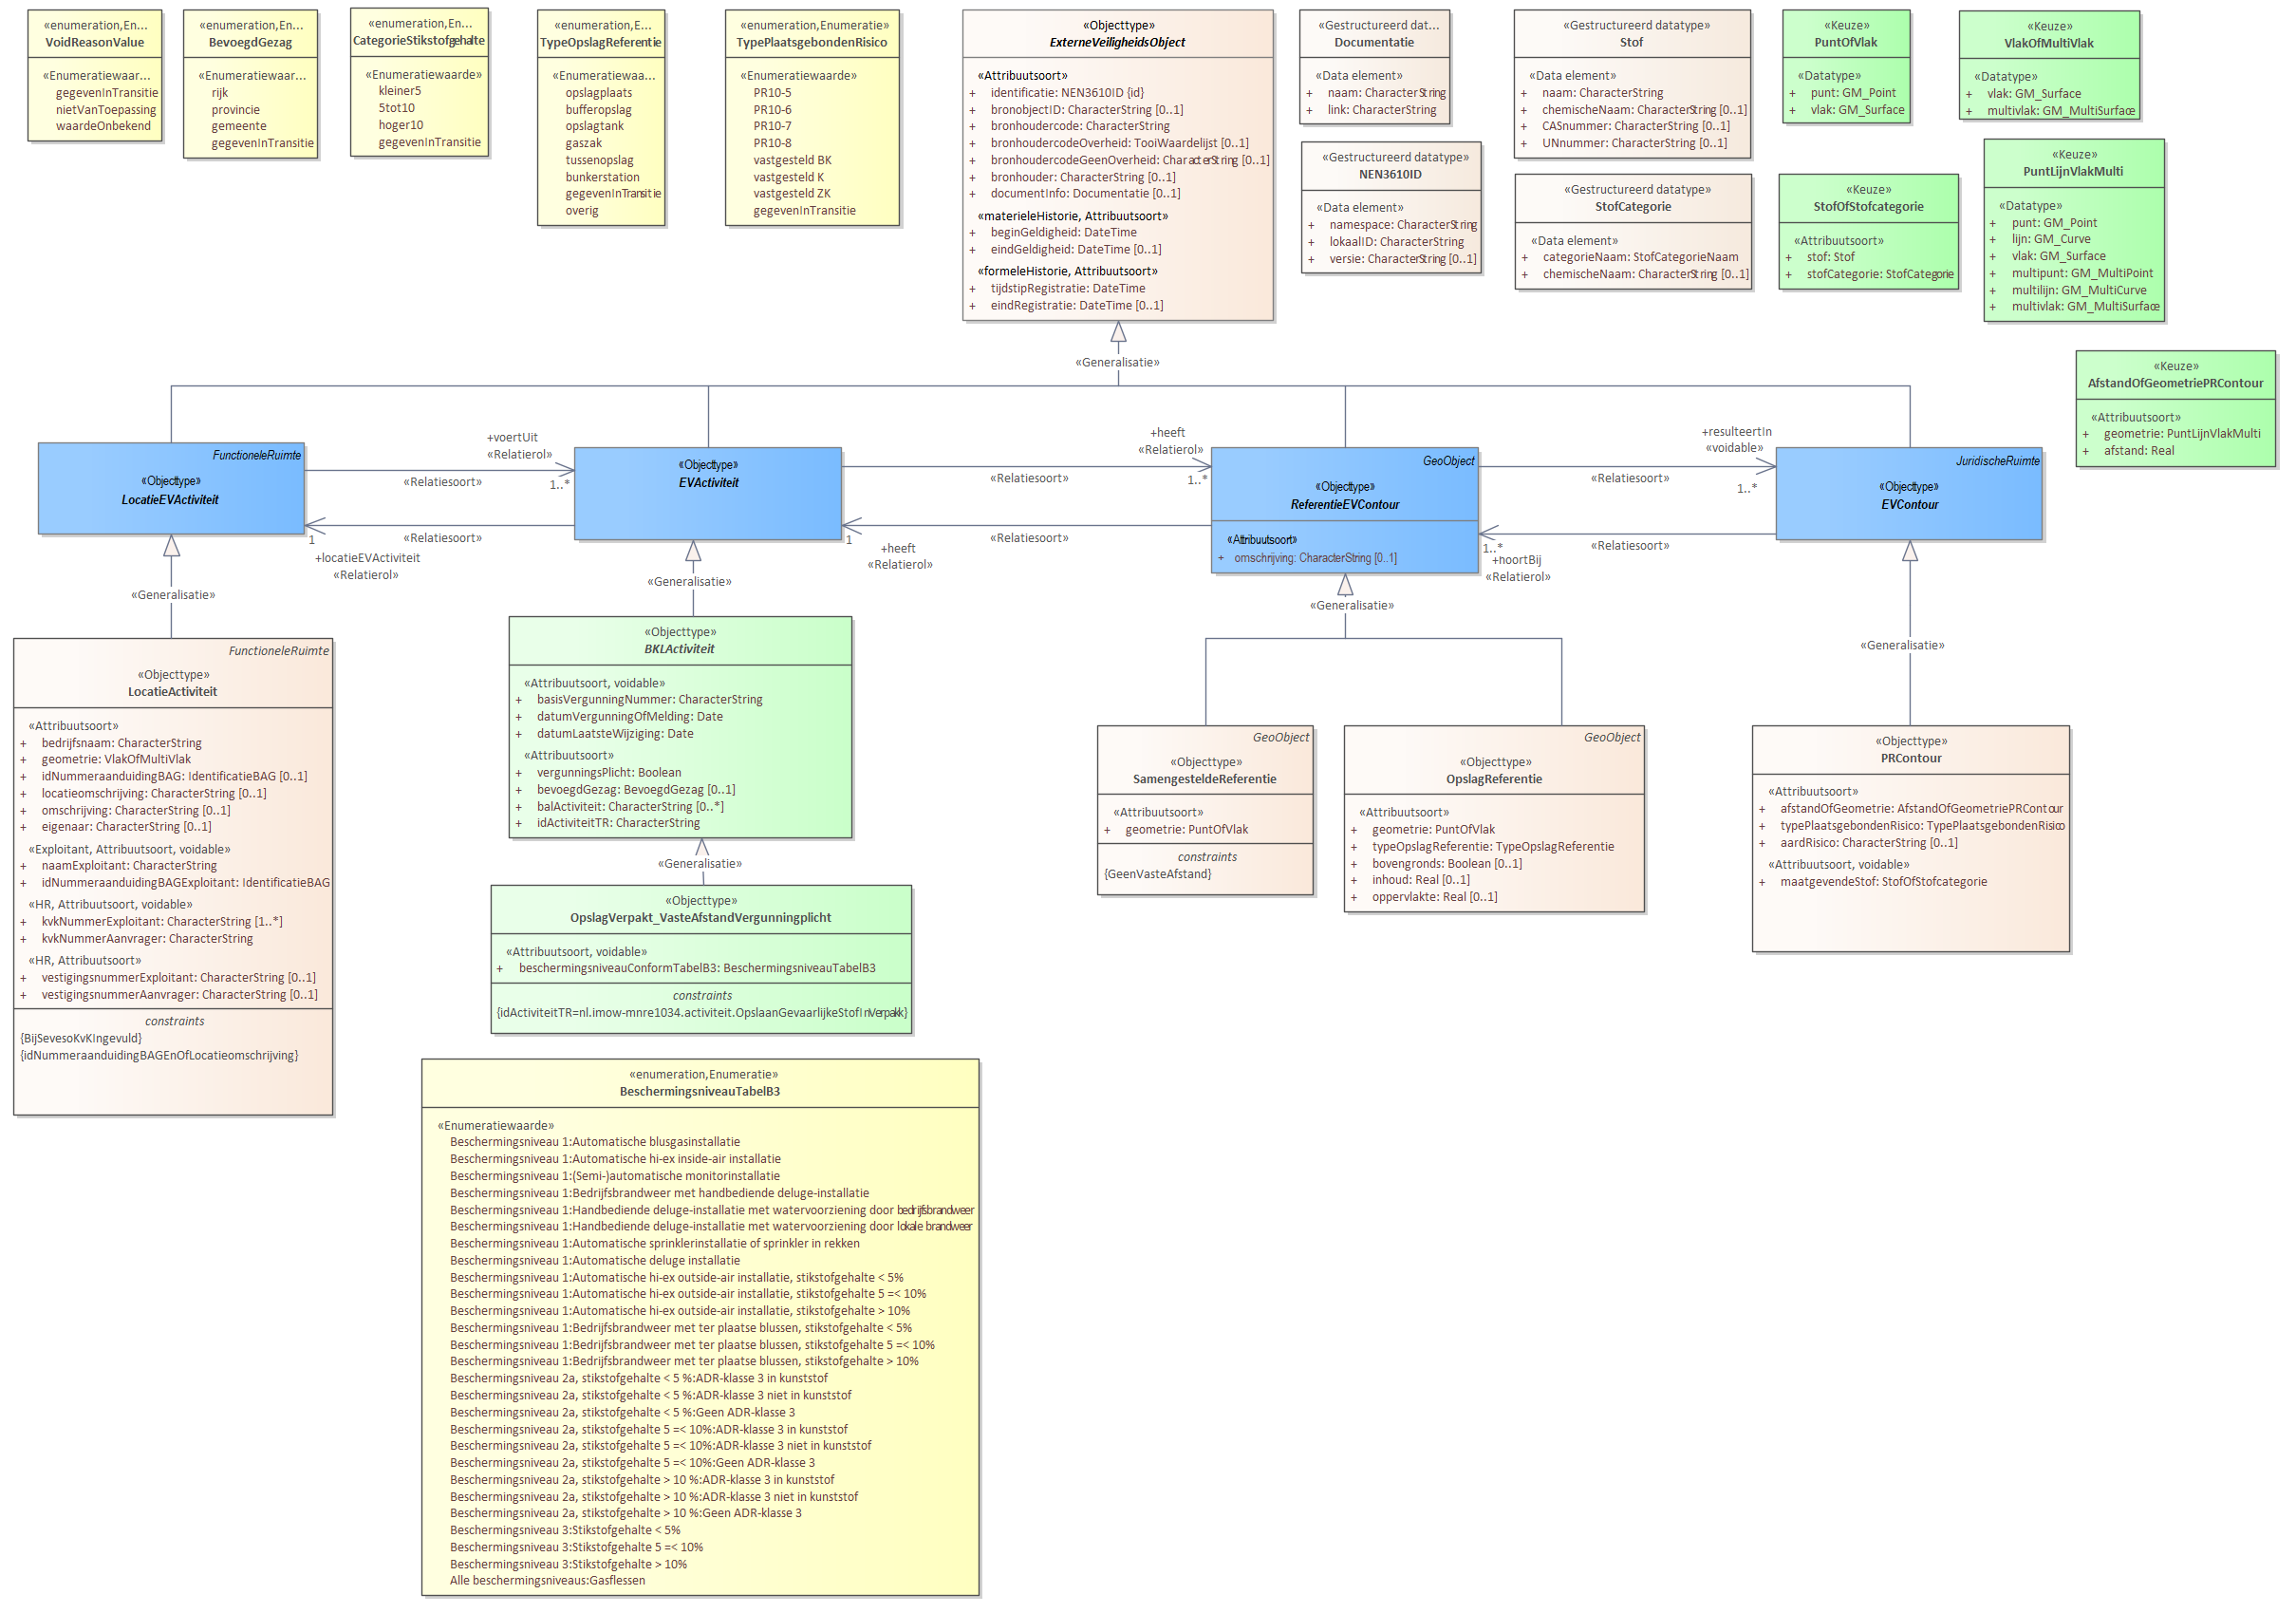 «enumeration,En...
VoidReasonValue
«Enumeratiewaar...
gegevenInTransitie
nietVanToepassing
waardeOnbekend
«enumeration,En...
BevoegdGezag
«Enumeratiewaar...
rijk
provincie
gemeente
gegevenInTransitie
«enumeration,En...
CategorieStikstofgehalte
«Enumeratiewaarde»
kleiner5
5tot10
hoger10
gegevenInTransitie
«enumeration,E...
TypeOpslagReferentie
«Enumeratiewaa...
opslagplaats
bufferopslag
opslagtank
gaszak
tussenopslag
bunkerstation
gegevenInTransitie
overig
«enumeration,Enumeratie»
TypePlaatsgebondenRisico
«Enumeratiewaarde»
PR10-5
PR10-6
PR10-7
PR10-8
vastgesteld BK
vastgesteld K
vastgesteld ZK
gegevenInTransitie
«Objecttype»
ExterneVeiligheidsObject
«Attribuutsoort»
+ identificatie: NEN3610ID {id}
+ bronobjectID: CharacterString [0..1]
+ bronhoudercode: CharacterString
+ bronhoudercodeOverheid: TooiWaardelijst [0..1]
+ bronhoudercodeGeenOverheid: CharacterString [0..1]
+ bronhouder: CharacterString [0..1]
+ documentInfo: Documentatie [0..1]
«materieleHistorie, Attribuutsoort»
+ beginGeldigheid: DateTime
+ eindGeldigheid: DateTime [0..1]
«formeleHistorie, Attribuutsoort»
+ tijdstipRegistratie: DateTime
+ eindRegistratie: DateTime [0..1]
«Gestructureerd dat...
Documentatie
«Data element»
+ naam: CharacterString
+ link: CharacterString
«Gestructureerd datatype»
NEN3610ID
«Data element»
+ namespace: CharacterString
+ lokaalID: CharacterString
+ versie: CharacterString [0..1]
«Gestructureerd datatype»
Stof
«Data element»
+ naam: CharacterString
+ chemischeNaam: CharacterString [0..1]
+ CASnummer: CharacterString [0..1]
+ UNnummer: CharacterString [0..1]
«Gestructureerd datatype»
StofCategorie
«Data element»
+ categorieNaam: StofCategorieNaam
+ chemischeNaam: CharacterString [0..1]
«Keuze»
PuntOfVlak
«Datatype»
+ punt: GM_Point
+ vlak: GM_Surface
«Keuze»
VlakOfMultiVlak
«Datatype»
+ vlak: GM_Surface
+ multivlak: GM_MultiSurface
«Keuze»
StofOfStofcategorie
«Attribuutsoort»
+ stof: Stof
+ stofCategorie: StofCategorie
«Keuze»
PuntLijnVlakMulti
«Datatype»
+ punt: GM_Point
+ lijn: GM_Curve
+ vlak: GM_Surface
+ multipunt: GM_MultiPoint
+ multilijn: GM_MultiCurve
+ multivlak: GM_MultiSurface
«Keuze»
AfstandOfGeometriePRContour
«Attribuutsoort»
+ geometrie: PuntLijnVlakMulti
+ afstand: Real
«Generalisatie»
FunctioneleRuimte
«Objecttype»
LocatieEVActiviteit
+voertUit
«Relatierol»
«Relatiesoort»
1..*
«Relatiesoort»
1
+locatieEVActiviteit
«Relatierol»
«Objecttype»
EVActiviteit
+heeft
«Relatierol»
«Relatiesoort»
1..*
«Relatiesoort»
1
+heeft
«Relatierol»
GeoObject
«Objecttype»
ReferentieEVContour
«Attribuutsoort»
+ omschrijving: CharacterString [0..1]
+resulteertIn
«voidable»
«Relatiesoort»
1..*
«Relatiesoort»
1..*
+hoortBij
«Relatierol»
JuridischeRuimte
«Objecttype»
EVContour
«Generalisatie»
«Generalisatie»
«Generalisatie»
«Generalisatie»
FunctioneleRuimte
«Objecttype»
LocatieActiviteit
«Attribuutsoort»
+ bedrijfsnaam: CharacterString
+ geometrie: VlakOfMultiVlak
+ idNummeraanduidingBAG: IdentificatieBAG [0..1]
+ locatieomschrijving: CharacterString [0..1]
+ omschrijving: CharacterString [0..1]
+ eigenaar: CharacterString [0..1]
«Exploitant, Attribuutsoort, voidable»
+ naamExploitant: CharacterString
+ idNummeraanduidingBAGExploitant: IdentificatieBAG
«HR, Attribuutsoort, voidable»
+ kvkNummerExploitant: CharacterString [1..*]
+ kvkNummerAanvrager: CharacterString
«HR, Attribuutsoort»
+ vestigingsnummerExploitant: CharacterString [0..1]
+ vestigingsnummerAanvrager: CharacterString [0..1]
constraints
{BijSevesoKvKIngevuld}
{idNummeraanduidingBAGEnOfLocatieomschrijving}
«Objecttype»
BKLActiviteit
«Attribuutsoort, voidable»
+ basisVergunningNummer: CharacterString
+ datumVergunningOfMelding: Date
+ datumLaatsteWijziging: Date
«Attribuutsoort»
+ vergunningsPlicht: Boolean
+ bevoegdGezag: BevoegdGezag [0..1]
+ balActiviteit: CharacterString [0..*]
+ idActiviteitTR: CharacterString
«Generalisatie»
«Objecttype»
OpslagVerpakt_VasteAfstandVergunningplicht
«Attribuutsoort, voidable»
+ beschermingsniveauConformTabelB3: BeschermingsniveauTabelB3
constraints
{idActiviteitTR=nl.imow-mnre1034.activiteit.OpslaanGevaarlijkeStofInVerpakk}
GeoObject
«Objecttype»
SamengesteldeReferentie
«Attribuutsoort»
+ geometrie: PuntOfVlak
constraints
{GeenVasteAfstand}
GeoObject
«Objecttype»
OpslagReferentie
«Attribuutsoort»
+ geometrie: PuntOfVlak
+ typeOpslagReferentie: TypeOpslagReferentie
+ bovengronds: Boolean [0..1]
+ inhoud: Real [0..1]
+ oppervlakte: Real [0..1]
«Objecttype»
PRContour
«Attribuutsoort»
+ afstandOfGeometrie: AfstandOfGeometriePRContour
+ typePlaatsgebondenRisico: TypePlaatsgebondenRisico
+ aardRisico: CharacterString [0..1]
«Attribuutsoort, voidable»
+ maatgevendeStof: StofOfStofcategorie
«enumeration,Enumeratie»
BeschermingsniveauTabelB3
«Enumeratiewaarde»
Beschermingsniveau 1:Automatische blusgasinstallatie
Beschermingsniveau 1:Automatische hi-ex inside-air installatie
Beschermingsniveau 1:(Semi-)automatische monitorinstallatie
Beschermingsniveau 1:Bedrijfsbrandweer met handbediende deluge-installatie
Beschermingsniveau 1:Handbediende deluge-installatie met watervoorziening door bedrijfsbrandweer
Beschermingsniveau 1:Handbediende deluge-installatie met watervoorziening door lokale brandweer
Beschermingsniveau 1:Automatische sprinklerinstallatie of sprinkler in rekken
Beschermingsniveau 1:Automatische deluge installatie
Beschermingsniveau 1:Automatische hi-ex outside-air installatie, stikstofgehalte < 5%
Beschermingsniveau 1:Automatische hi-ex outside-air installatie, stikstofgehalte 5 =< 10%
Beschermingsniveau 1:Automatische hi-ex outside-air installatie, stikstofgehalte > 10%
Beschermingsniveau 1:Bedrijfsbrandweer met ter plaatse blussen, stikstofgehalte < 5%
Beschermingsniveau 1:Bedrijfsbrandweer met ter plaatse blussen, stikstofgehalte 5 =< 10%
Beschermingsniveau 1:Bedrijfsbrandweer met ter plaatse blussen, stikstofgehalte > 10%
Beschermingsniveau 2a, stikstofgehalte < 5 %:ADR-klasse 3 in kunststof
Beschermingsniveau 2a, stikstofgehalte < 5 %:ADR-klasse 3 niet in kunststof
Beschermingsniveau 2a, stikstofgehalte < 5 %:Geen ADR-klasse 3
Beschermingsniveau 2a, stikstofgehalte 5 =< 10%:ADR-klasse 3 in kunststof
Beschermingsniveau 2a, stikstofgehalte 5 =< 10%:ADR-klasse 3 niet in kunststof
Beschermingsniveau 2a, stikstofgehalte 5 =< 10%:Geen ADR-klasse 3
Beschermingsniveau 2a, stikstofgehalte > 10 %:ADR-klasse 3 in kunststof
Beschermingsniveau 2a, stikstofgehalte > 10 %:ADR-klasse 3 niet in kunststof
Beschermingsniveau 2a, stikstofgehalte > 10 %:Geen ADR-klasse 3
Beschermingsniveau 3:Stikstofgehalte < 5%
Beschermingsniveau 3:Stikstofgehalte 5 =< 10%
Beschermingsniveau 3:Stikstofgehalte > 10%
Alle beschermingsniveaus:Gasflessen